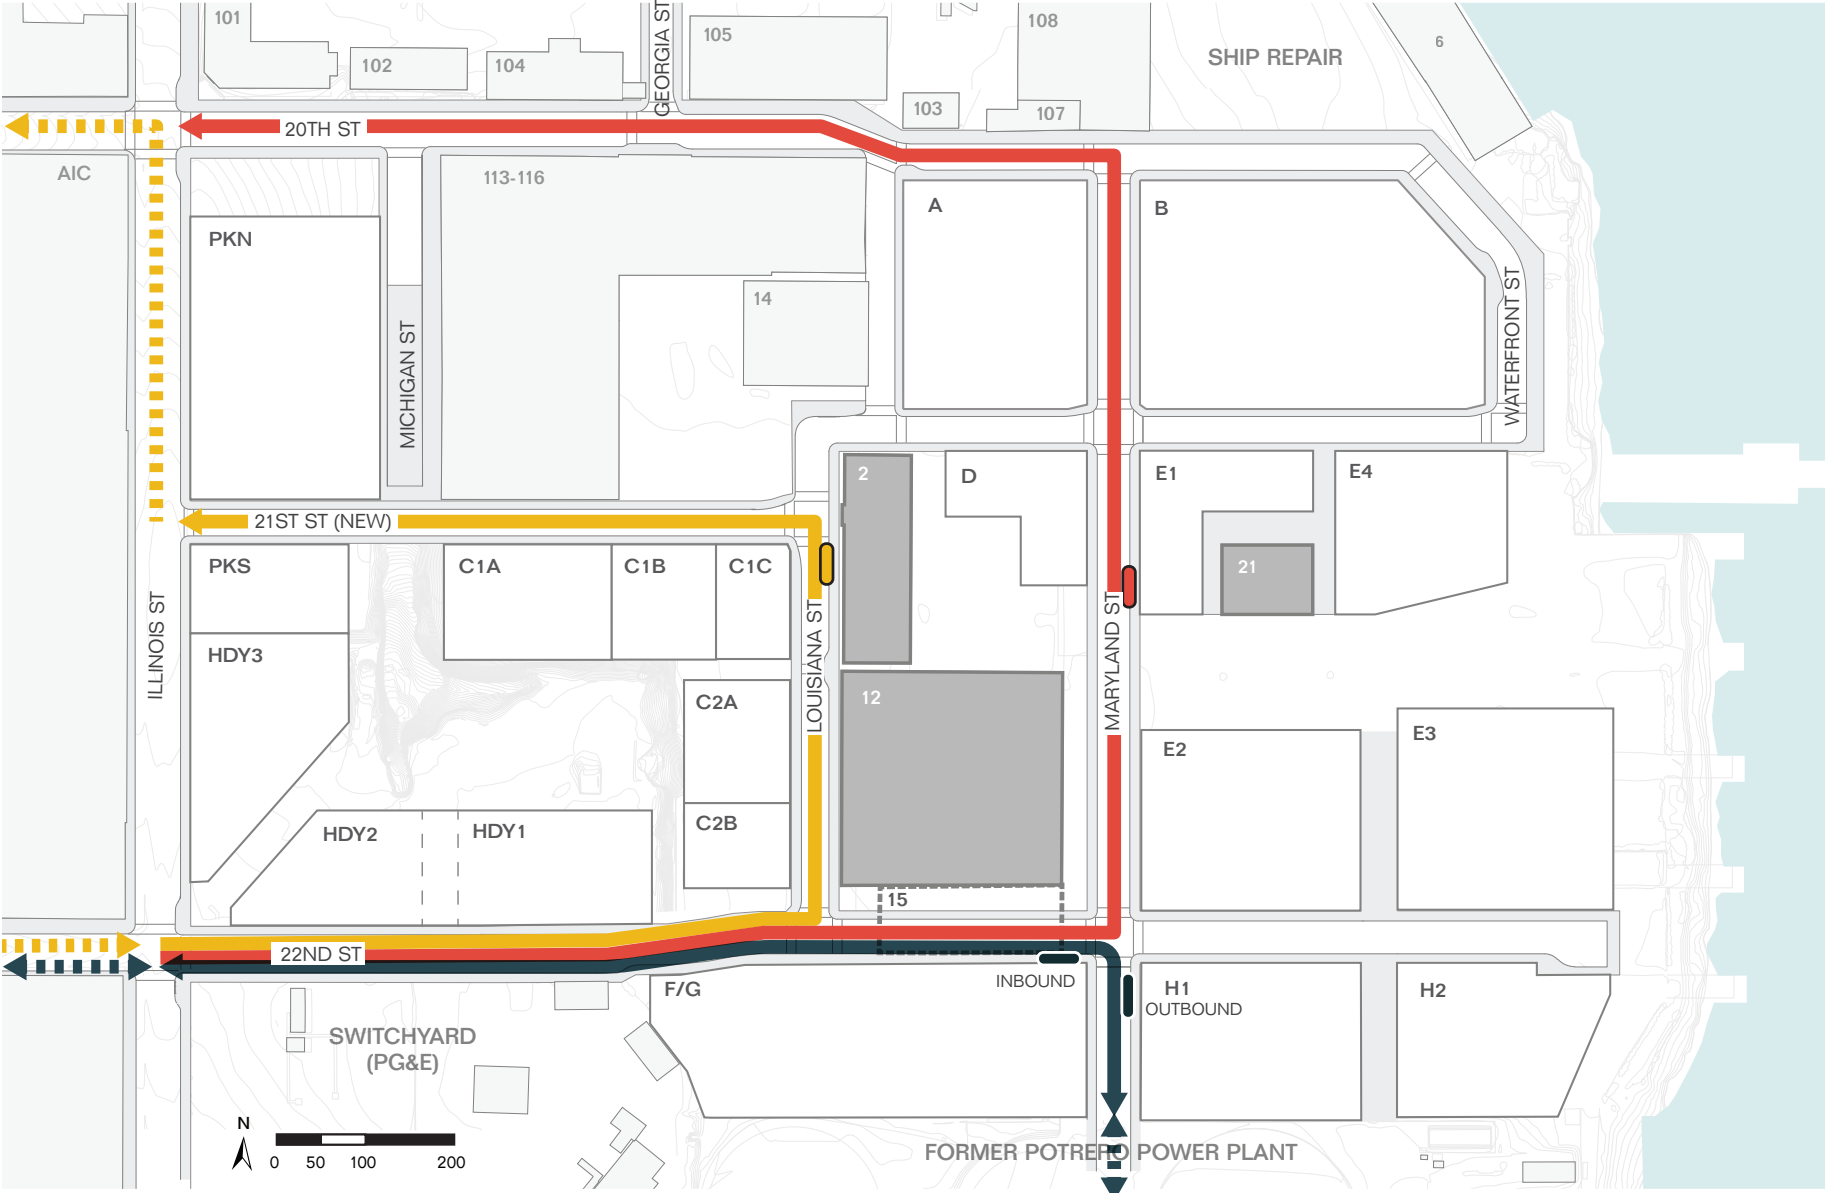 101
102
104
GEORGIA ST
105
108
103
107
SHIP REPAIR
6
20TH ST
AIC
113-116
PKN
A
B
14
MICHIGAN ST
WATERFRONT ST
2
D
E1
E4
21ST ST (NEW)
PKS
C1A
C1B
C1C
21
ILLINOIS ST
LOUISIANA ST
MARYLAND ST
HDY3
12
C2A
E2
E3
HDY2
HDY1
C2B
15
22ND ST
INBOUND
F/G
H1
OUTBOUND
H2
SWITCHYARD
(PG&E)
N
0 50 100 200
FORMER POTRERO POWER PLANT